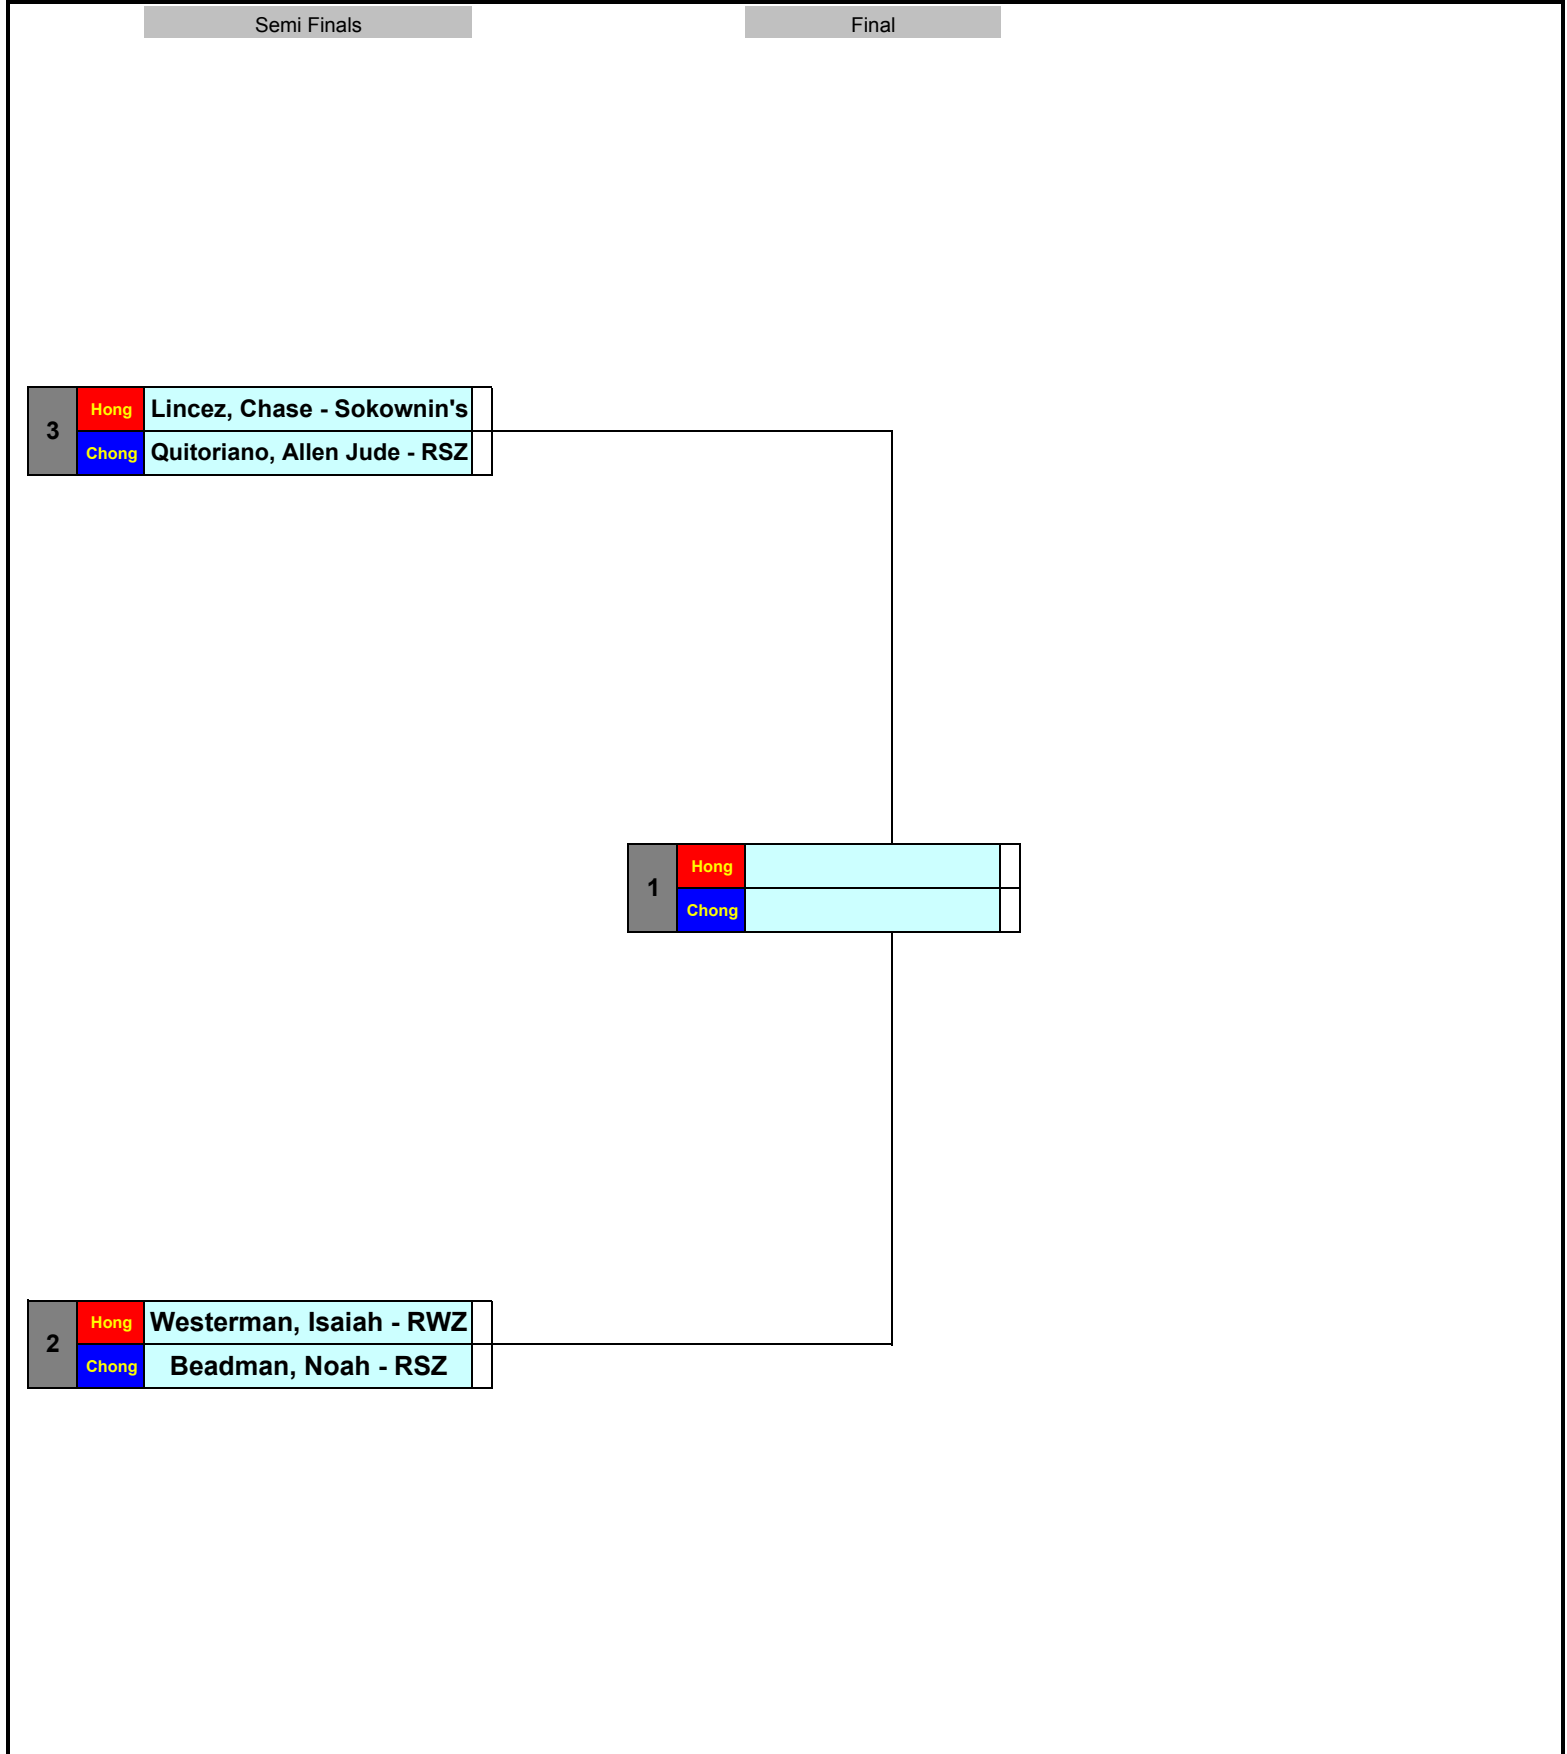 Semi Finals
Final
3
Hong
Lincez, Chase - Sokownin's
Chong
Quitoriano, Allen Jude - RSZ
1
Hong
Chong
2
Hong
Westerman, Isaiah - RWZ
Chong
Beadman, Noah - RSZ